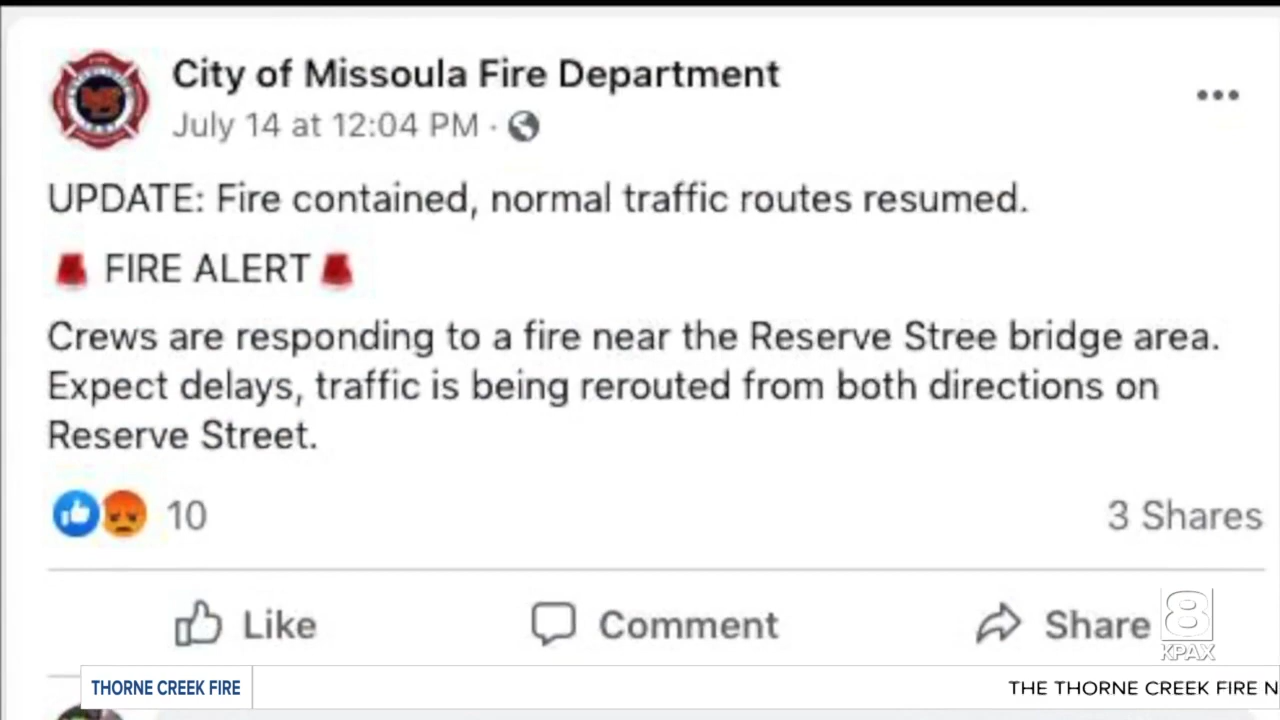 City of Missoula Fire Department
July 14 at 12:04 PM ·
UPDATE: Fire contained, normal traffic routes resumed.
FIRE ALERT
Crews are responding to a fire near the Reserve Stree bridge area.
Expect delays, traffic is being rerouted from both directions on
Reserve Street.
10
3 Shares
Like
Comment
Share
8
KPAX
THORNE CREEK FIRE
THE THORNE CREEK FIRE N